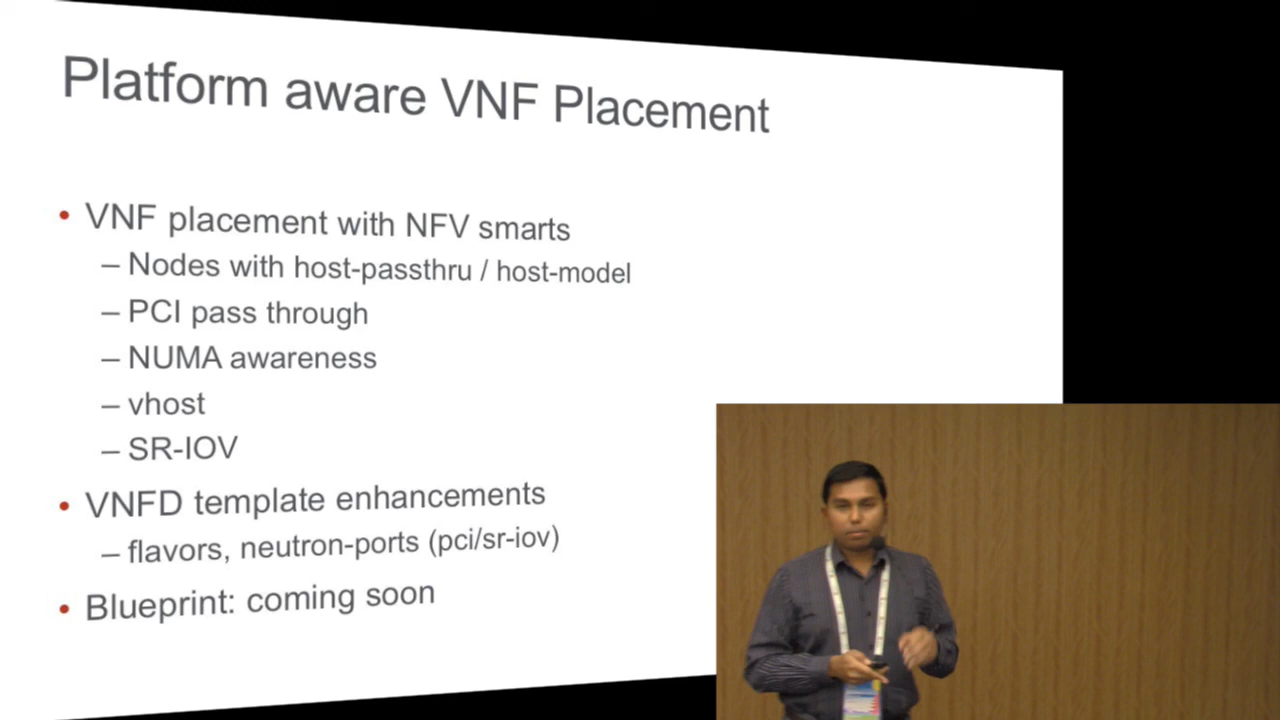 Platform aware VNF Placement
• VNF placement with NFV smarts
– Nodes with host-passthru / host-model
– PCI pass through
– NUMA awareness
– vhost
– SR-IOV
• VNFD template enhancements
– flavors, neutron-ports (pci/sr-iov)
• Blueprint: coming soon